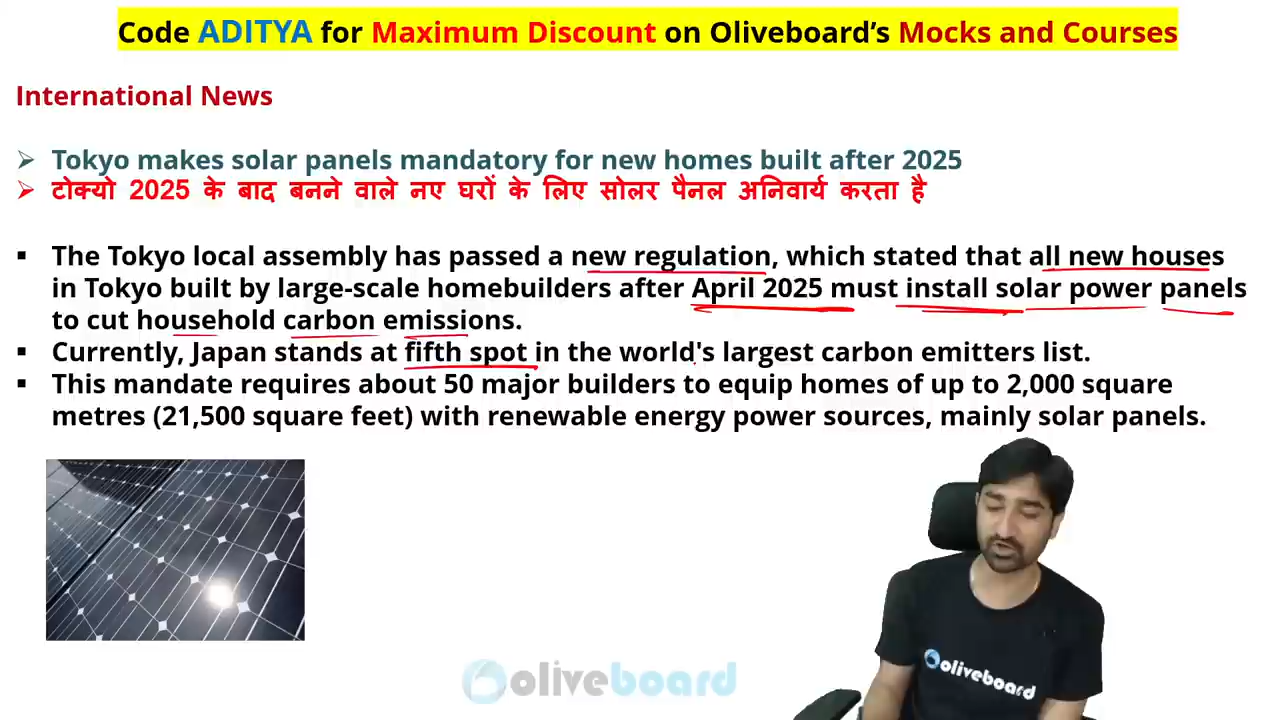 Code ADITYA for Maximum Discount on Oliveboard’s Mocks and Courses
International News
➢ Tokyo makes solar panels mandatory for new homes built after 2025
➢ टोक्यो 2025 के बाद बनने वाले नए घरों के लिए सोलर पैनल अनिवार्य करता है
▪ The Tokyo local assembly has passed a new regulation, which stated that all new houses
in Tokyo built by large-scale homebuilders after April 2025 must install solar power panels
to cut household carbon emissions.
▪ Currently, Japan stands at fifth spot in the world's largest carbon emitters list.
▪ This mandate requires about 50 major builders to equip homes of up to 2,000 square
metres (21,500 square feet) with renewable energy power sources, mainly solar panels.
oliveboard
oliveboard